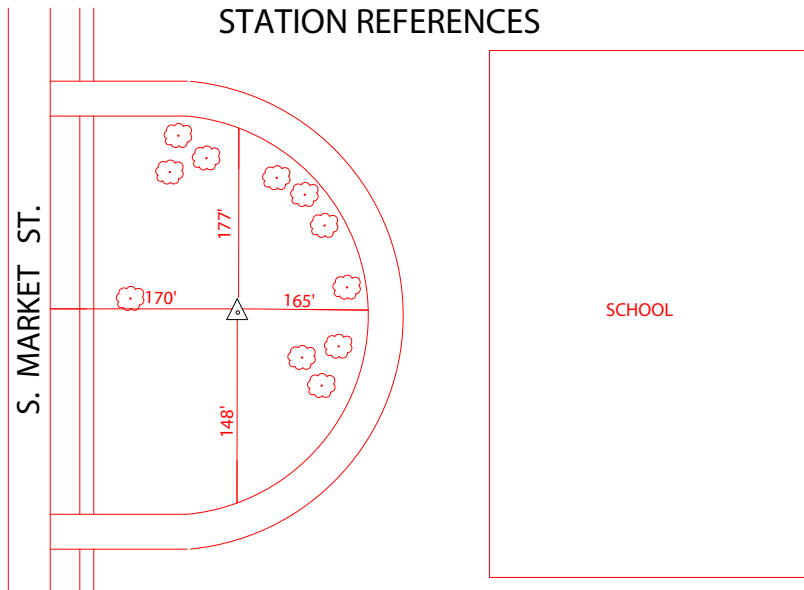 STATION REFERENCES
S. MARKET ST.
177'
170'
165'
148'
SCHOOL